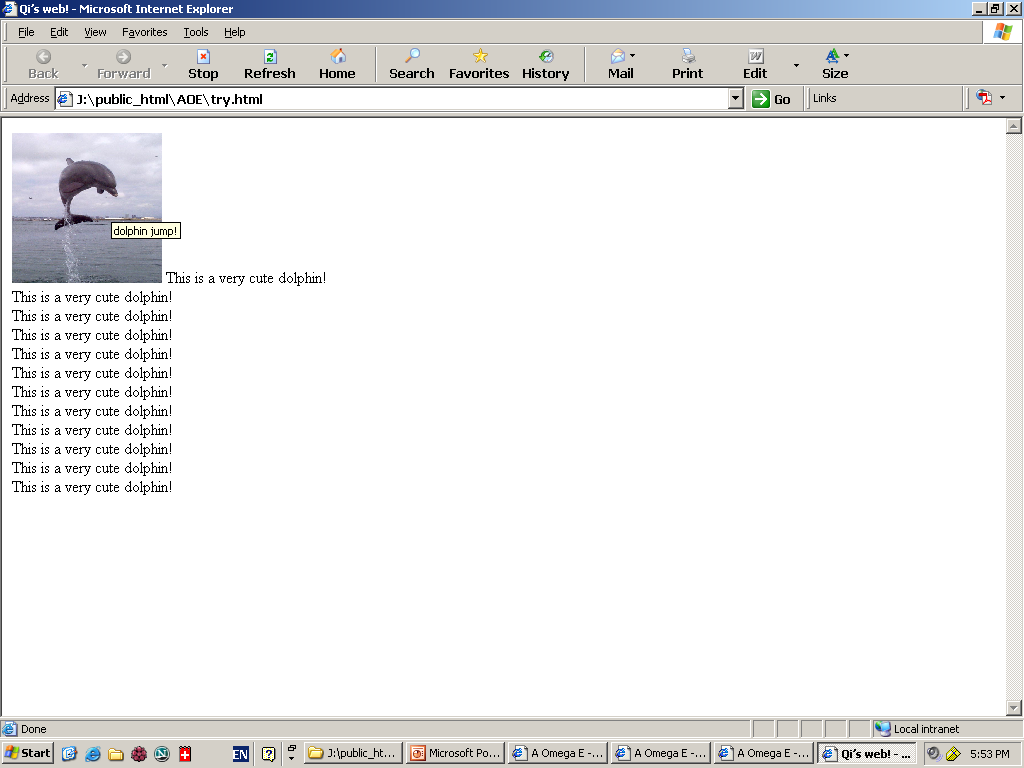 Qi's web! - Microsoft Internet Explorer
File Edit View Favorites Tools Help
Back Forward Stop Refresh Home Search Favorites History Mail Print Edit Size
Address J:\public_html\AOE\try.html Go Links
dolphin jump!
This is a very cute dolphin!
This is a very cute dolphin!
This is a very cute dolphin!
This is a very cute dolphin!
This is a very cute dolphin!
This is a very cute dolphin!
This is a very cute dolphin!
This is a very cute dolphin!
This is a very cute dolphin!
This is a very cute dolphin!
This is a very cute dolphin!
This is a very cute dolphin!
Done Local intranet
Start EN J:\public_ht... Microsoft Po... A Omega E -... A Omega E -... A Omega E -... Qi's web! - ... 5:53 PM